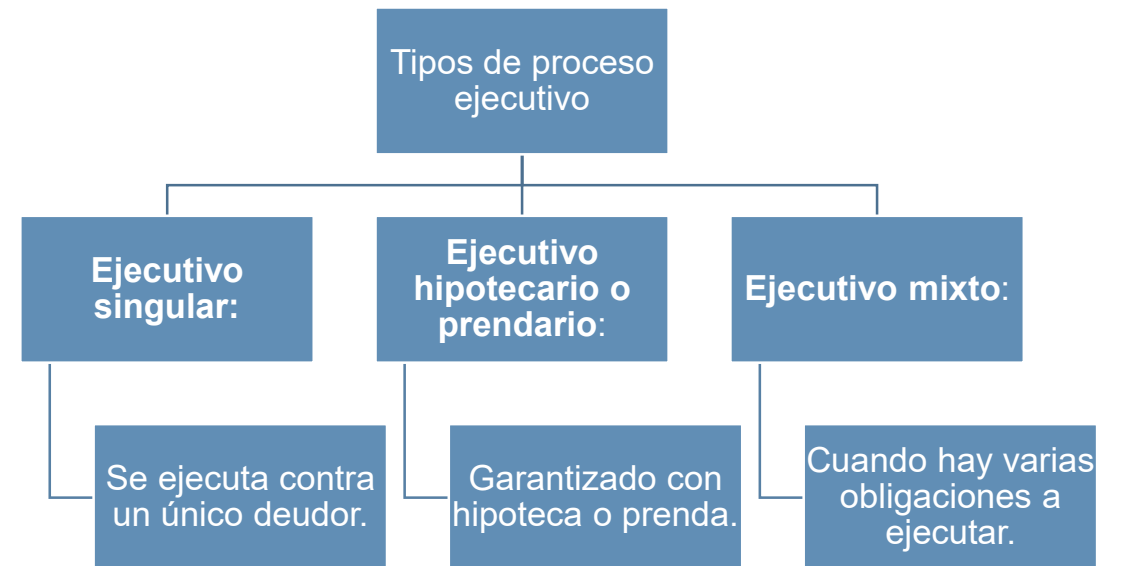 Tipos de proceso
ejecutivo
Ejecutivo
singular:
Se ejecuta contra
un único deudor.
Ejecutivo
hipotecario o
prendario:
Garantizado con
hipoteca o prenda.
Ejecutivo mixto:
Cuando hay varias
obligaciones a
ejecutar.